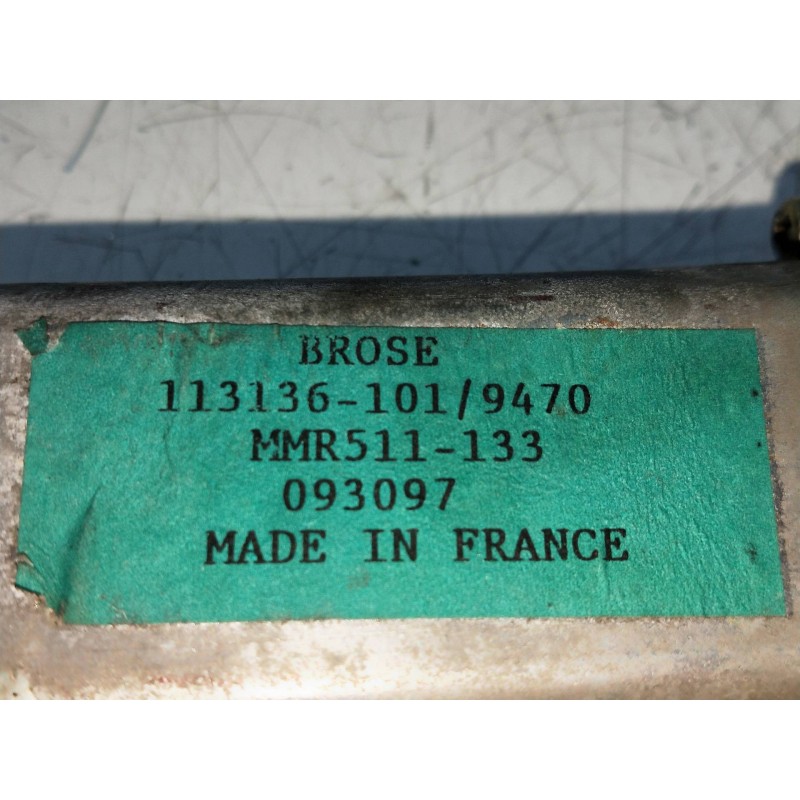 BROSE
113136-101/9470
MMR511-133
093097
MADE IN FRANCE